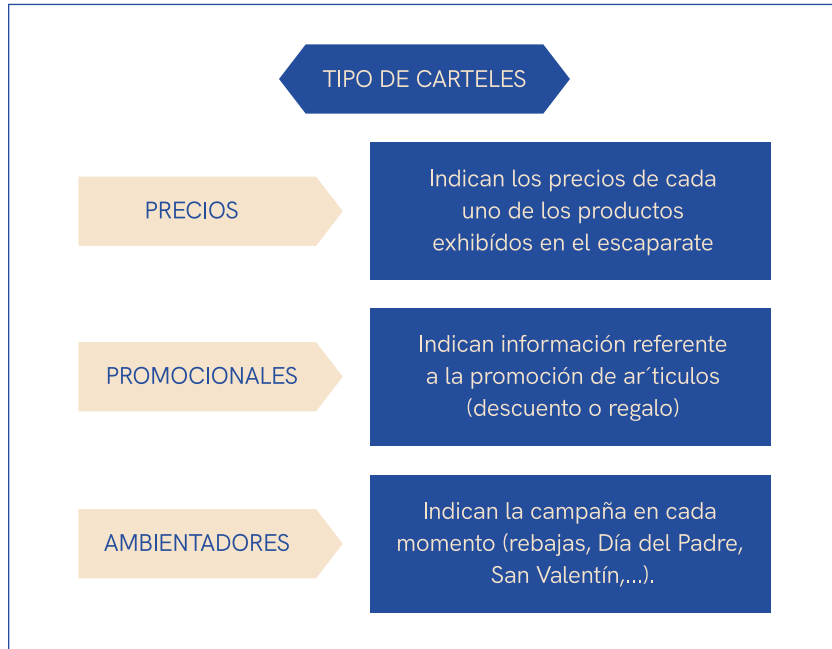 TIPO DE CARTELES
PRECIOS
Indican los precios de cada
uno de los productos
exhibídos en el escaparate
PROMOCIONALES
Indican información referente
a la promoción de ar´ticulos
(descuento o regalo)
AMBIENTADORES
Indican la campaña en cada
momento (rebajas, Día del Padre,
San Valentín,...).